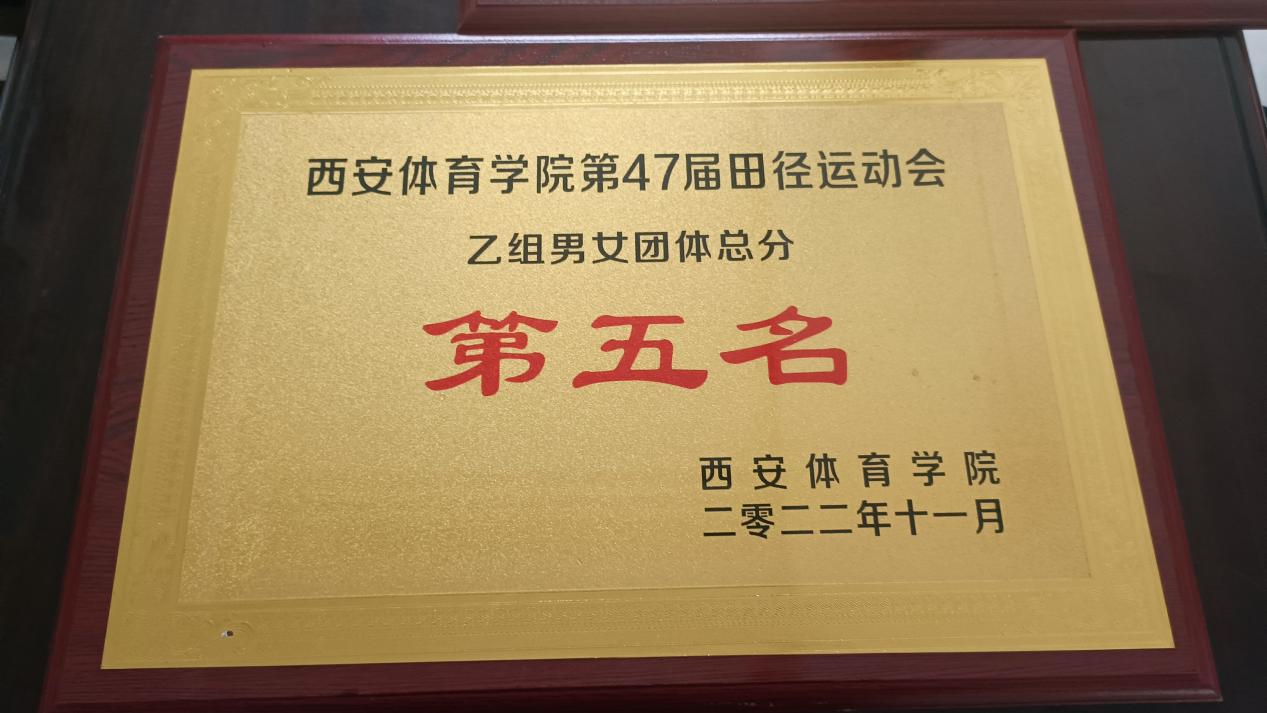 西安体育学院第47届田径运动会
乙组男女团体总分
第五名
西安体育学院
二零二二年十一月